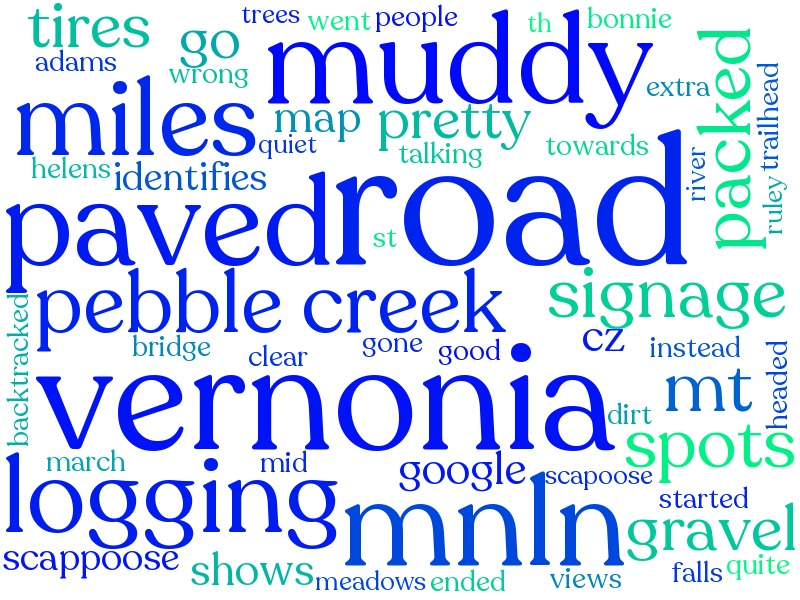 trees went people th bonnie
tires go muddy
adams wrong extra
miles map pretty packed trailhead
quiet talking towards
helens identifies river ruley
paved road
st
pebble creek signage
backtracked bridge clear gone good cz instead headed
vernonia mt
dirt
spots
march mid google scapoose
logging mnln started
gravel
scappoose shows meadows ended views falls quite